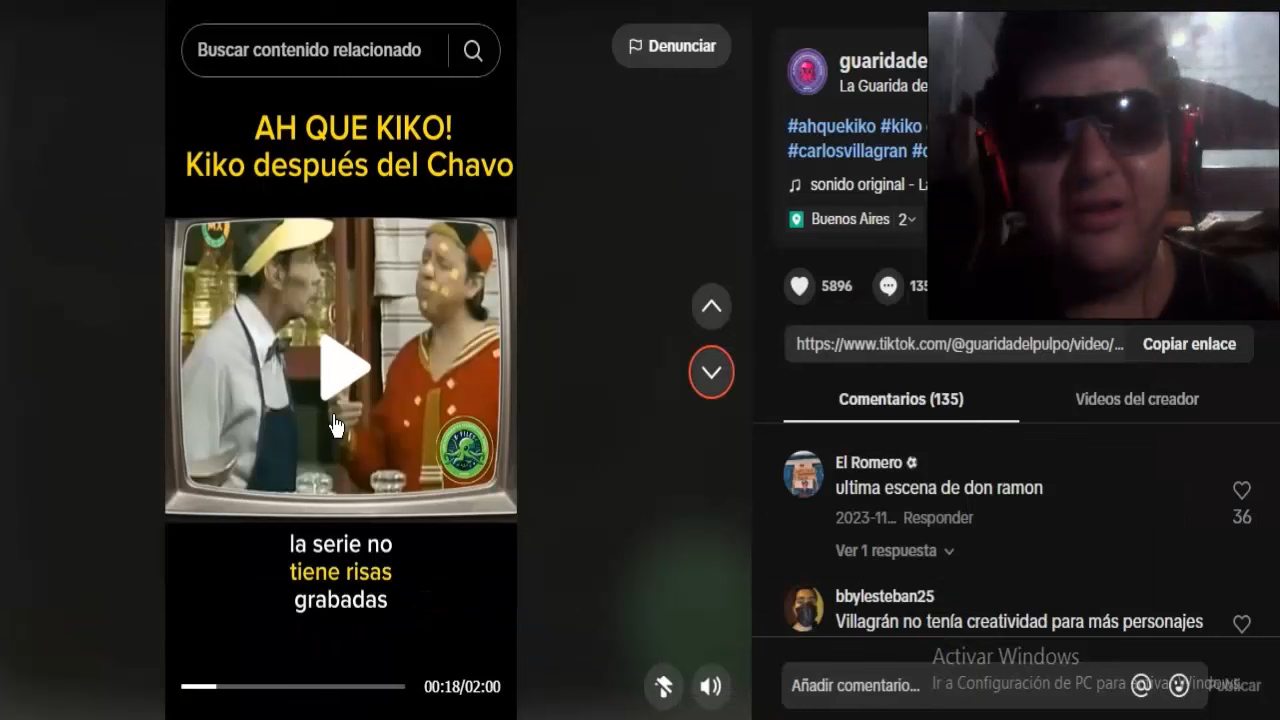 Buscar contenido relacionado
Denunciar
AH QUE KIKO!
Kiko después del Chavo
MX
la serie no
tiene risas
grabadas
00:18/02:00
guaridade
La Guarida de
#ahquekiko #kiko
#carlosvillagran
sonido original -
Buenos Aires 2
5896
135
https://www.tiktok.com/@guaridadelpulpo/video/...
Copiar enlace
Comentarios (135)
Videos del creador
El Romero
ultima escena de don ramon
2023-11... Responder
36
Ver 1 respuesta
bbylesteban25
Villagrán no tenía creatividad para más personajes
Activar Windows
Añadir comentario...
Ir a Configuración de PC para activar Windows.
Publicar